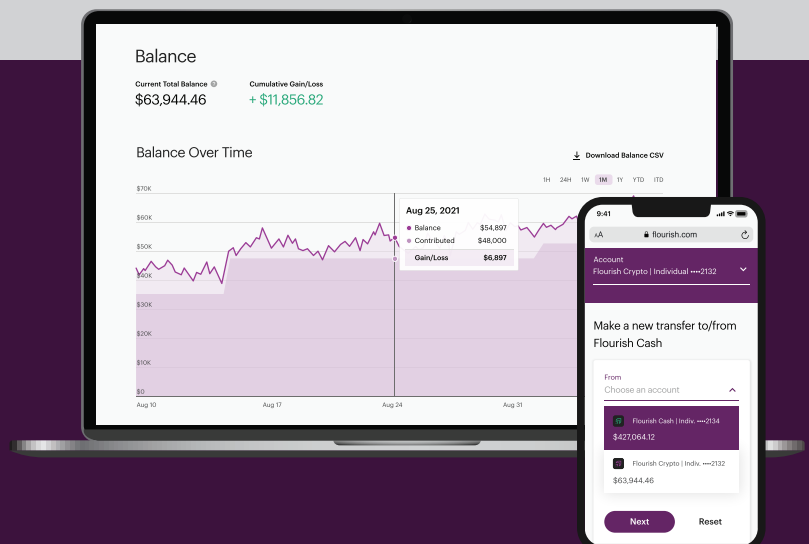 Balance
Current Total Balance ?
Cumulative Gain/Loss
$63,944.46
+ $11,856.82
Balance Over Time
Download Balance CSV
1H 24H 1W 1M 1Y YTD ITD
$70K
$60K
$50K
$40K
$30K
$20K
$10K
$0
Aug 10 Aug 17 Aug 24 Aug 31
Aug 25, 2021
Balance $54,897
Contributed $48,000
Gain/Loss $6,897
9:41
AA flourish.com
Account
Flourish Crypto | Individual ••••2132
Make a new transfer to/from
Flourish Cash
From
Choose an account
Flourish Cash | Indiv. ••••2134
$427,064.12
Flourish Crypto | Indiv. ••••2132
$63,944.46
Next Reset